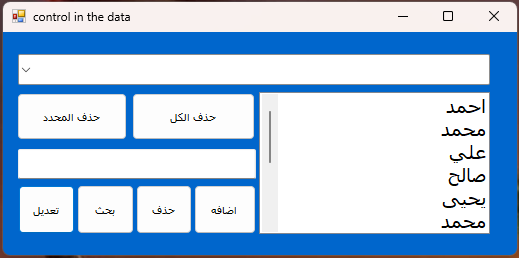 control in the data
حذف الكل
حذف المحدد
احمد
محمد
علي
صالح
يحيى
محمد
اضافه
حذف
بحث
تعديل